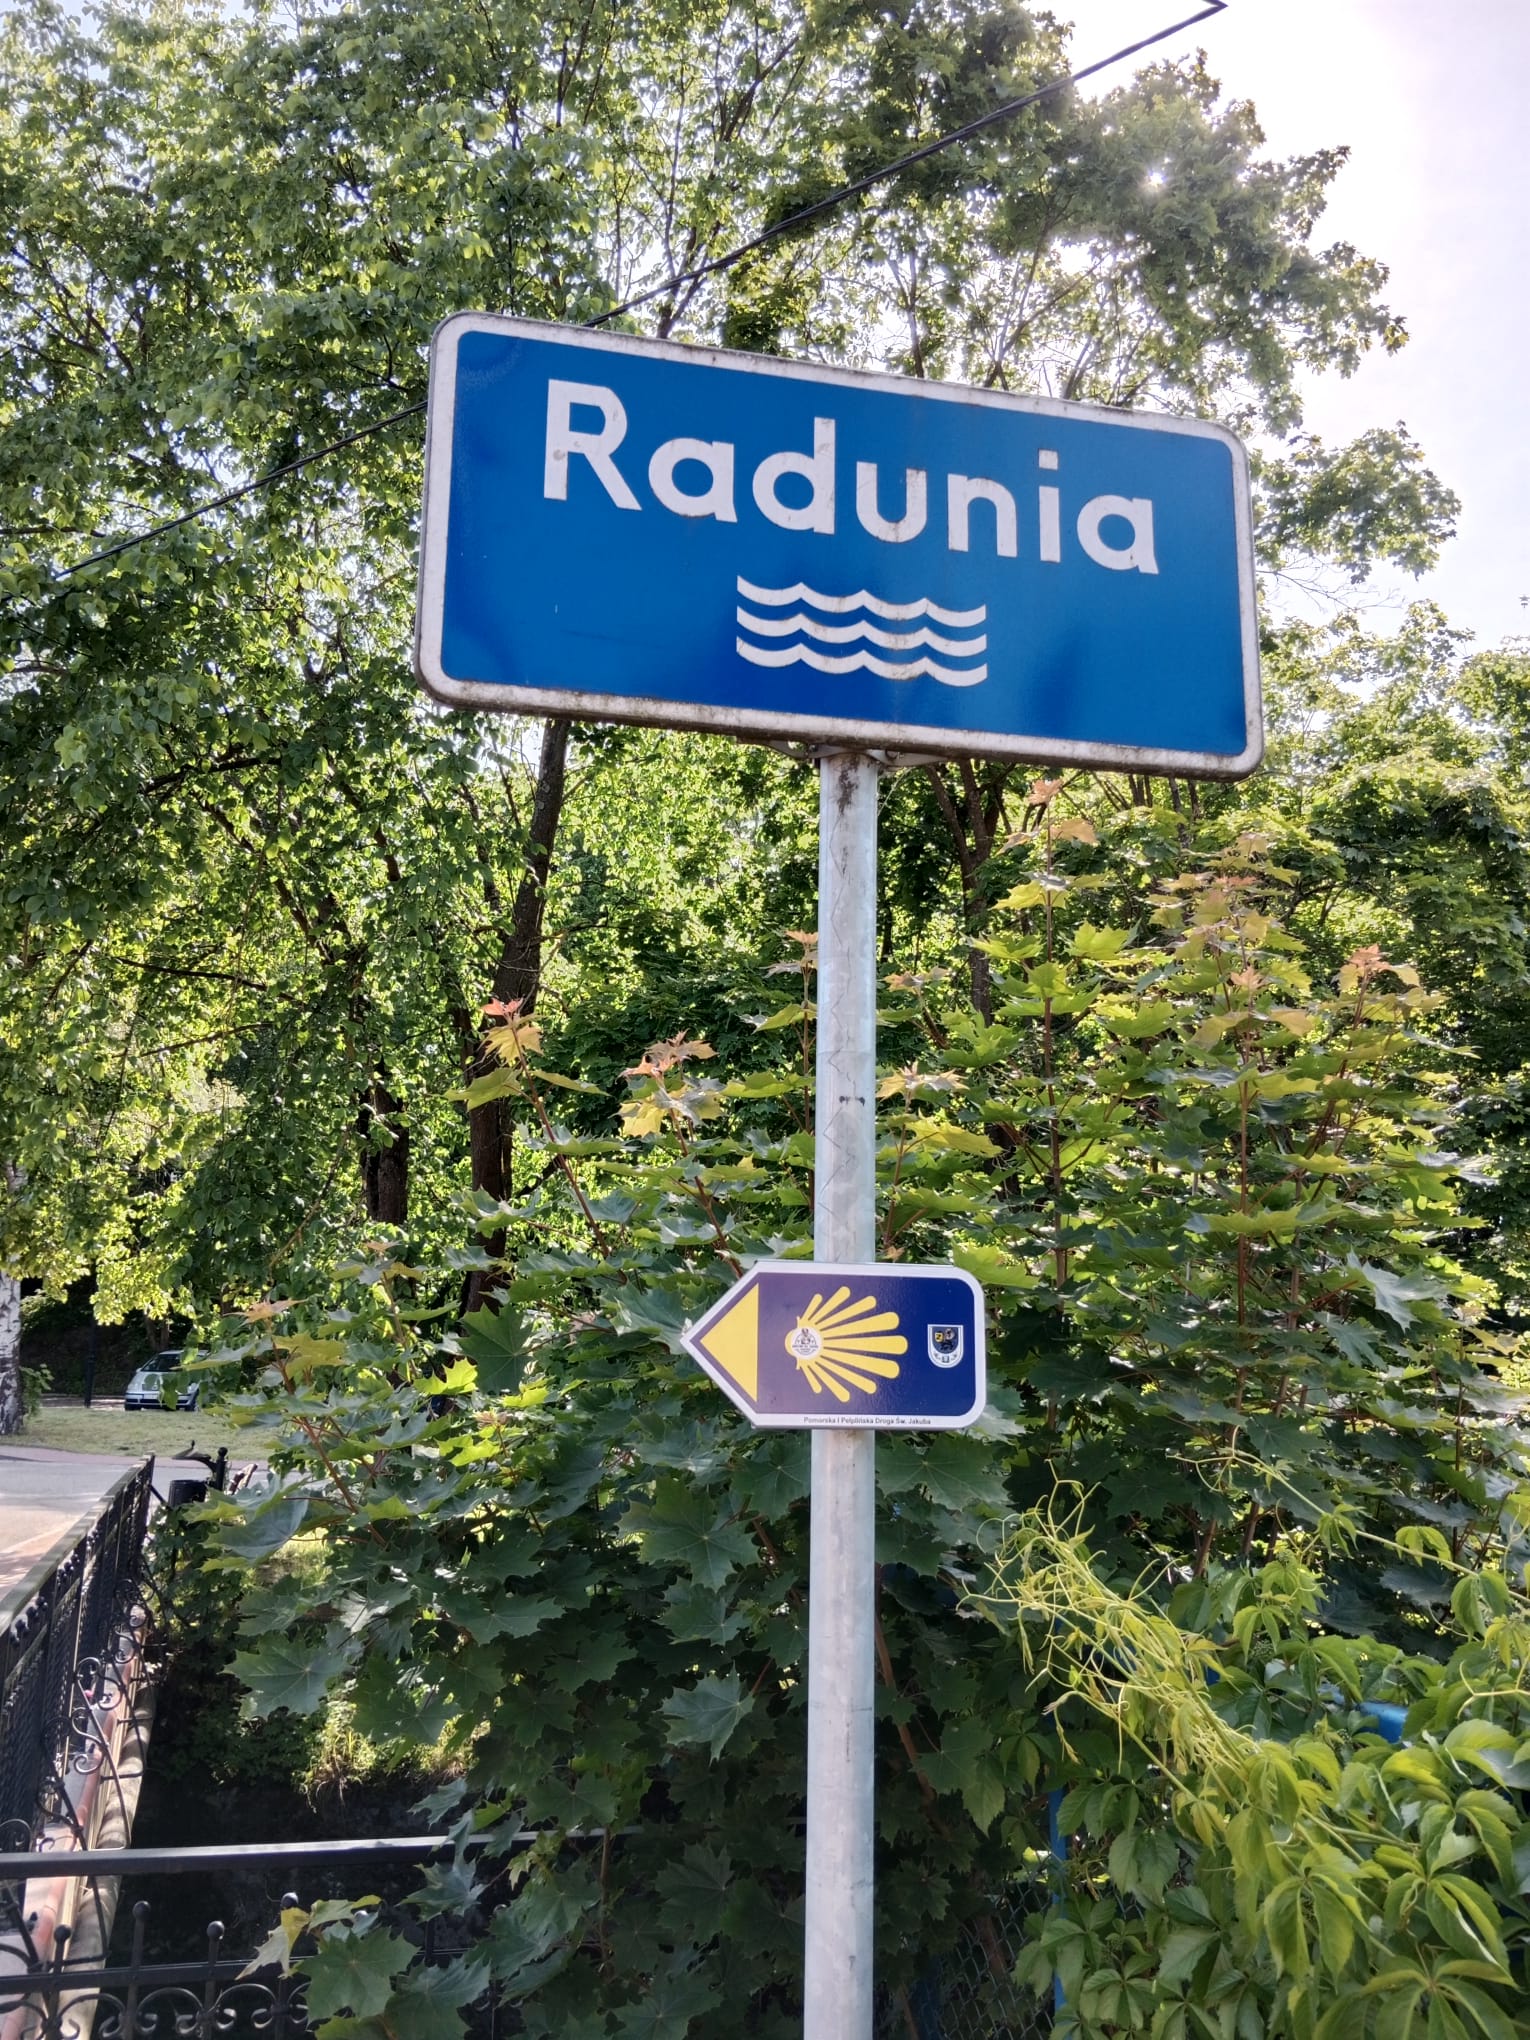 Radunia
Pomorska i Pelplińska Droga Św. Jakuba